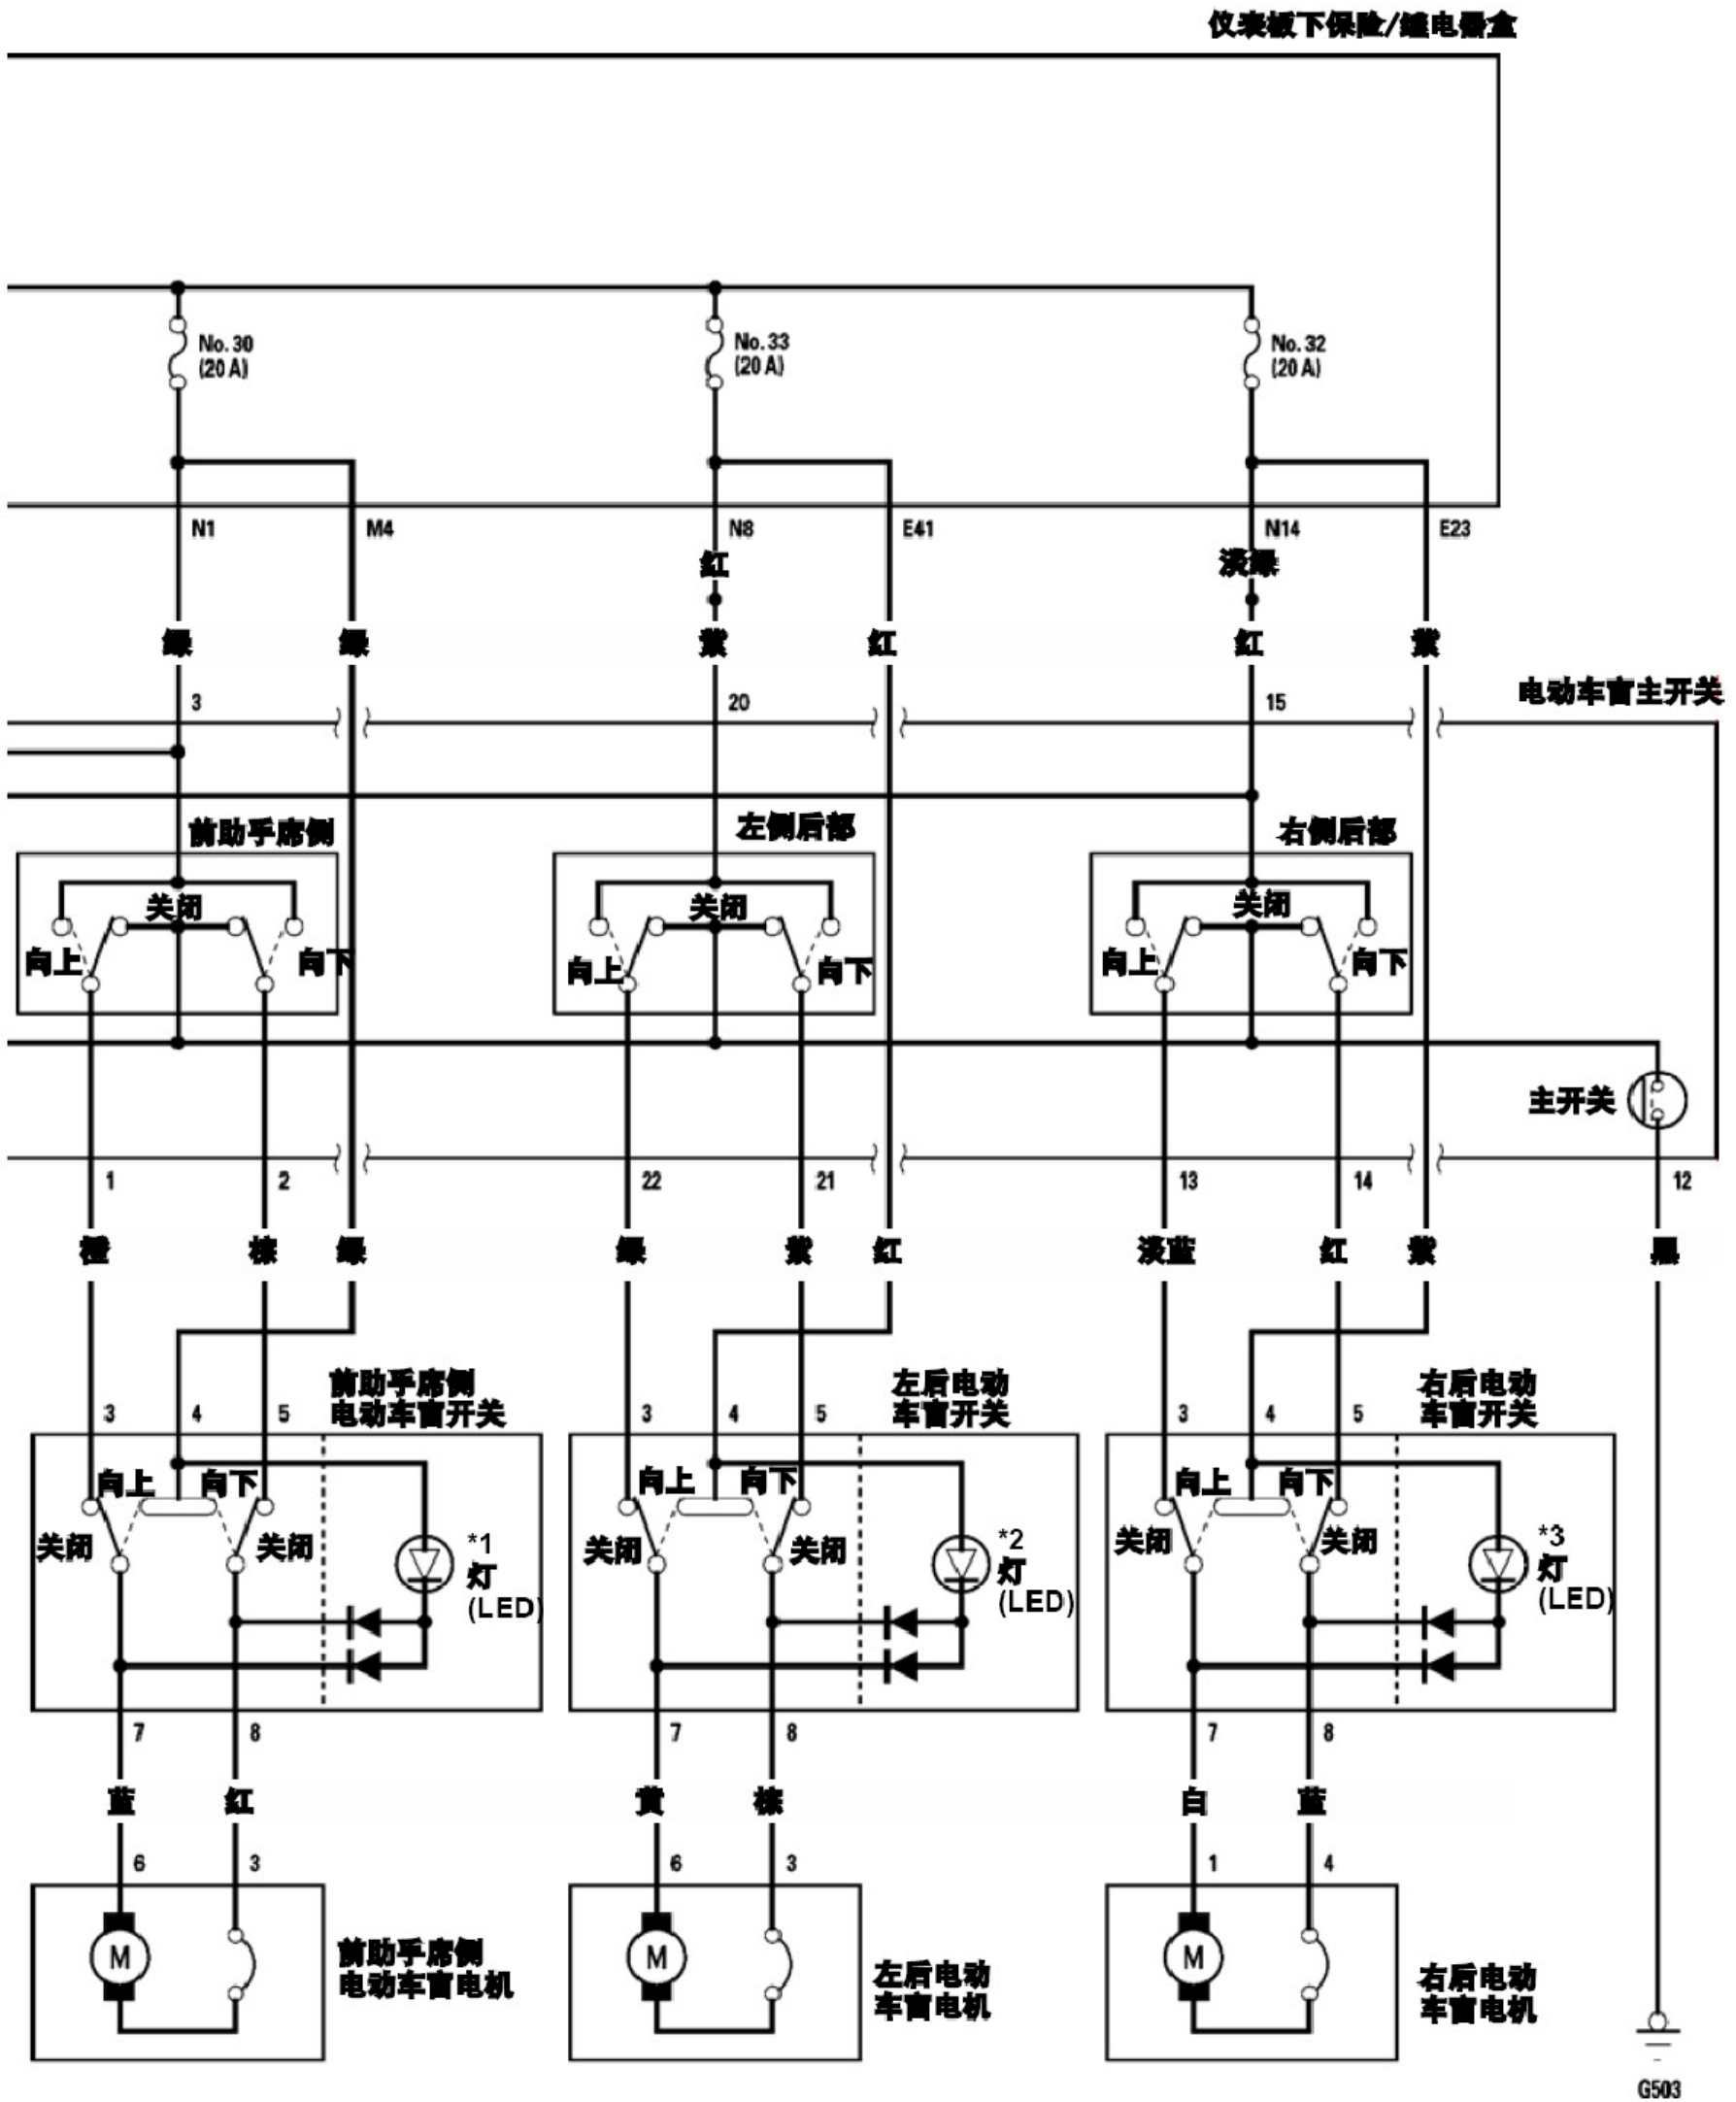 仪表板下保险/继电器盒
No. 30
(20 A)
No. 33
(20 A)
No. 32
(20 A)
N1
M4
N8
E41
N14
E23
红
淡绿
绿
绿
紫
红
红
紫
电动车窗主开关
3
20
15
前助手席侧
左侧后部
右侧后部
关闭
关闭
关闭
向上
向下
向上
向下
向上
向下
主开关
1
2
22
21
13
14
12
橙
棕
绿
绿
紫
红
淡蓝
红
紫
黑
前助手席侧
电动车窗开关
左后电动
车窗开关
右后电动
车窗开关
3
4
5
3
4
5
3
4
5
向上
向下
向上
向下
向上
向下
关闭
关闭
关闭
关闭
关闭
关闭
*1
灯
(LED)
*2
灯
(LED)
*3
灯
(LED)
7
8
7
8
7
8
蓝
红
黄
棕
白
蓝
6
3
6
3
1
4
M
M
M
前助手席侧
电动车窗电机
左后电动
车窗电机
右后电动
车窗电机
G503